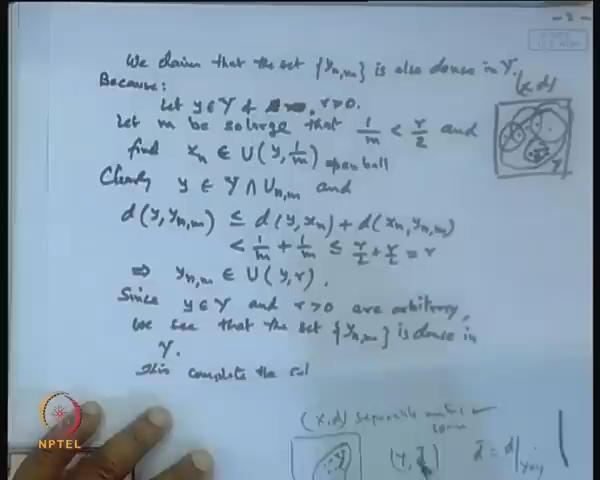 - 2 -
We claim that the set {y_{n,m}} is also dense in Y.
Because:
Let y ∈ Y & r > 0.
(X, d)
Let m be so large that 1/m < r/2 and
find x_n ∈ U(y, 1/m) open ball
Clearly y ∈ Y ∩ U_{n,m} and
Y
d(y, y_{n,m}) ≤ d(y, x_n) + d(x_n, y_{n,m})
< 1/m + 1/m ≤ r/2 + r/2 = r
⇒ y_{n,m} ∈ U(y, r).
Since y ∈ Y and r > 0 are arbitrary,
we see that the set {y_{n,m}} is dense in
Y.
This complete the sol
(X, d) separable metric
NPTEL